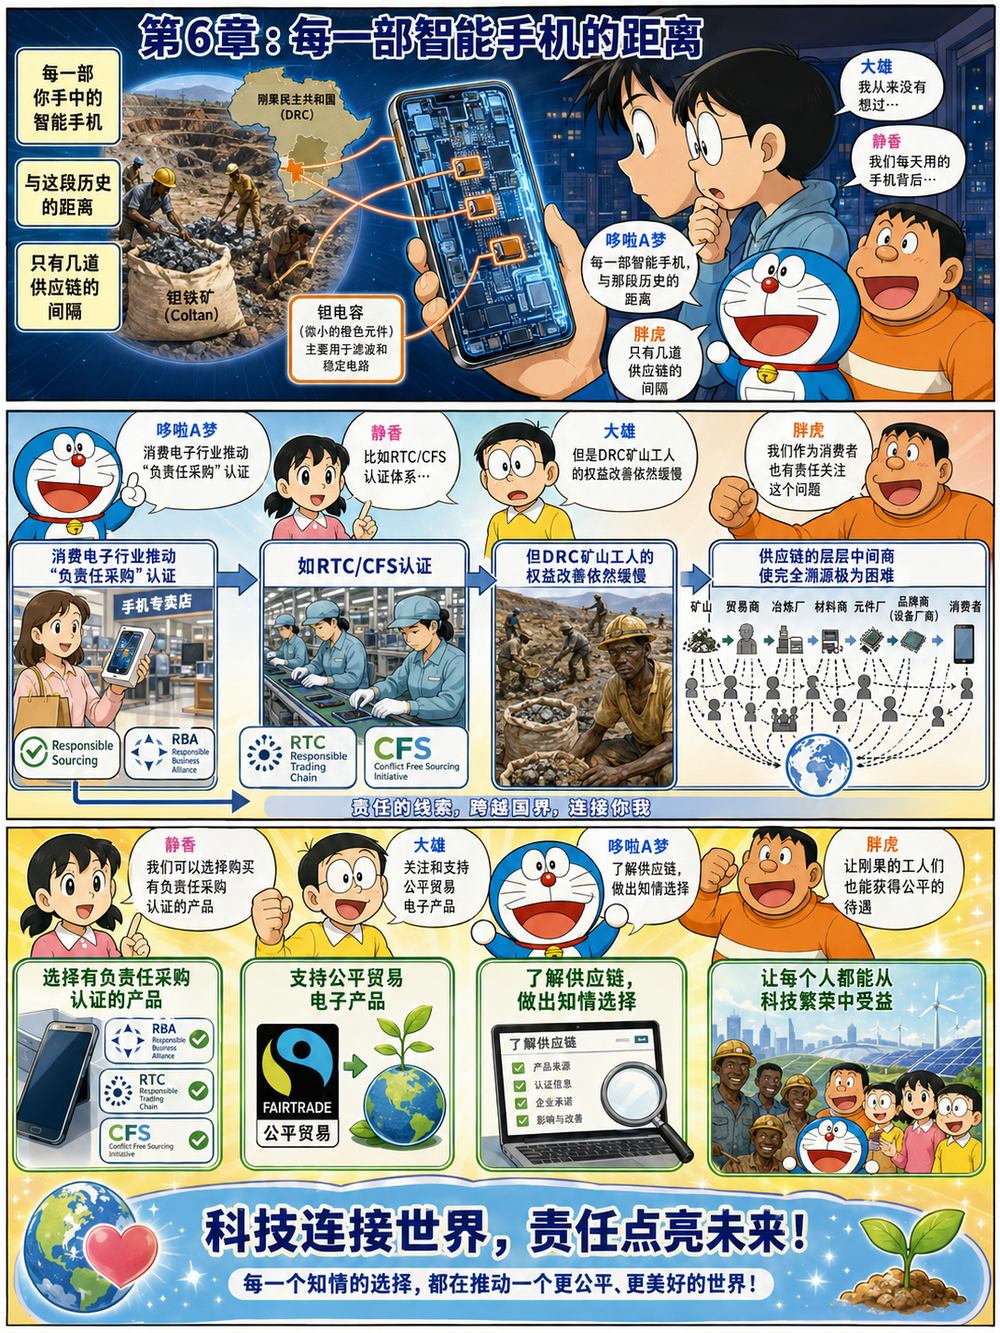 第6章：每一部智能手机的距离
每一部
你手中的
智能手机
与这段历史
的距离
只有几道
供应链的
间隔
刚果民主共和国
(DRC)
钽铁矿
(Coltan)
钽电容
(微小的橙色元件)
主要用于滤波和
稳定电路
大雄
我从来没有
想过…
静香
我们每天用的
手机背后…
哆啦A梦
每一部智能手机，
与那段历史的
距离
胖虎
只有几道
供应链的
间隔
哆啦A梦
消费电子行业推动
“负责任采购”认证
静香
比如RTC/CFS
认证体系…
大雄
但是DRC矿山工人
的权益改善依然缓慢
胖虎
我们作为消费者
也有责任关注
这个问题
消费电子行业推动
“负责任采购”认证
手机专卖店
Responsible
Sourcing
RBA
Responsible
Business
Alliance
如RTC/CFS认证
RTC
Responsible
Trading
Chain
CFS
Conflict Free Sourcing
Initiative
但DRC矿山工人的
权益改善依然缓慢
供应链的层层中间商
使完全溯源极为困难
矿山
贸易商
冶炼厂
材料商
元件厂
品牌商
(设备厂商)
消费者
责任的线索，跨越国界，连接你我
静香
我们可以选择购买
有负责任采购
认证的产品
大雄
关注和支持
公平贸易
电子产品
哆啦A梦
了解供应链，
做出知情选择
胖虎
让刚果的工人们
也能获得公平的
待遇
选择有负责任采购
认证的产品
RBA
Responsible
Business
Alliance
RTC
Responsible
Trading
Chain
CFS
Conflict Free Sourcing
Initiative
支持公平贸易
电子产品
FAIRTRADE
公平贸易
了解供应链，
做出知情选择
了解供应链
产品来源
认证信息
企业承诺
影响与改善
让每个人都能从
科技繁荣中受益
科技连接世界，责任点亮未来！
每一个知情的选择，都在推动一个更公平、更美好的世界！